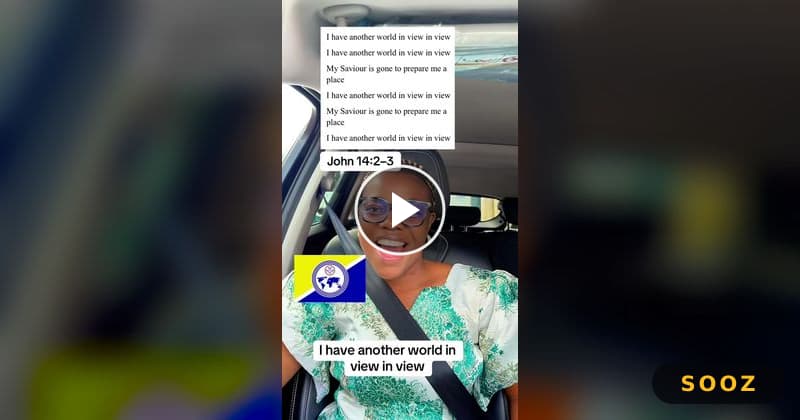 I have another world in view in view
I have another world in view in view
My Saviour is gone to prepare me a
place
I have another world in view in view
My Saviour is gone to prepare me a
place
I have another world in view in view
John 14:2–3
I have another world in
view in view
SOOZ